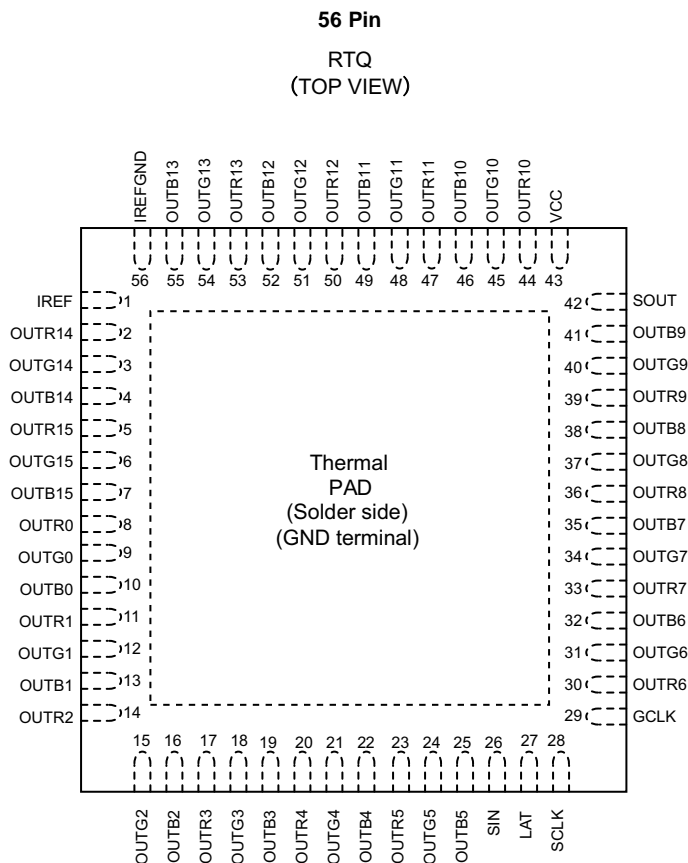 56 Pin
RTQ
(TOP VIEW)
IREFGND
OUTB13
OUTG13
OUTR13
OUTB12
OUTG12
OUTR12
OUTB11
OUTG11
OUTR11
OUTB10
OUTG10
OUTR10
VCC
56 55 54 53 52 51 50 49 48 47 46 45 44 43
IREF 1
OUTR14 2
OUTG14 3
OUTB14 4
OUTR15 5
OUTG15 6
OUTB15 7
OUTR0 8
OUTG0 9
OUTB0 10
OUTR1 11
OUTG1 12
OUTB1 13
OUTR2 14
Thermal
PAD
(Solder side)
(GND terminal)
42 SOUT
41 OUTB9
40 OUTG9
39 OUTR9
38 OUTB8
37 OUTG8
36 OUTR8
35 OUTB7
34 OUTG7
33 OUTR7
32 OUTB6
31 OUTG6
30 OUTR6
29 GCLK
15 16 17 18 19 20 21 22 23 24 25 26 27 28
OUTG2
OUTB2
OUTR3
OUTG3
OUTB3
OUTR4
OUTG4
OUTB4
OUTR5
OUTG5
OUTB5
SIN
LAT
SCLK